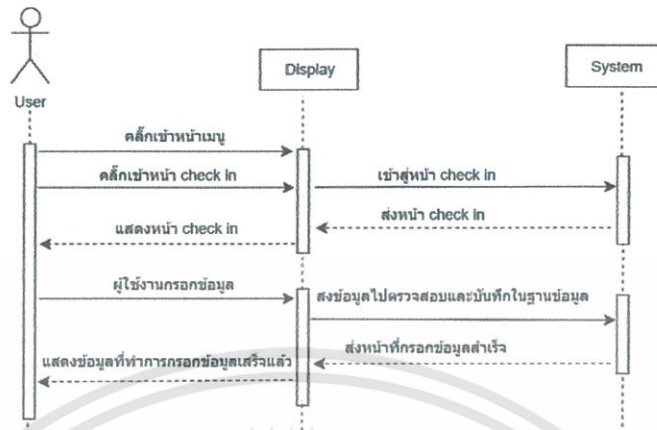 Display
System
User
คลิ๊กเข้าหน้าเมนู
คลิ๊กเข้าหน้า check in
เข้าสู่หน้า check in
ส่งหน้า check in
แสดงหน้า check in
ผู้ใช้งานกรอกข้อมูล
ส่งข้อมูลไปตรวจสอบและบันทึกในฐานข้อมูล
ส่งหน้าที่กรอกข้อมูลสำเร็จ
แสดงข้อมูลที่ทำการกรอกข้อมูลเสร็จแล้ว